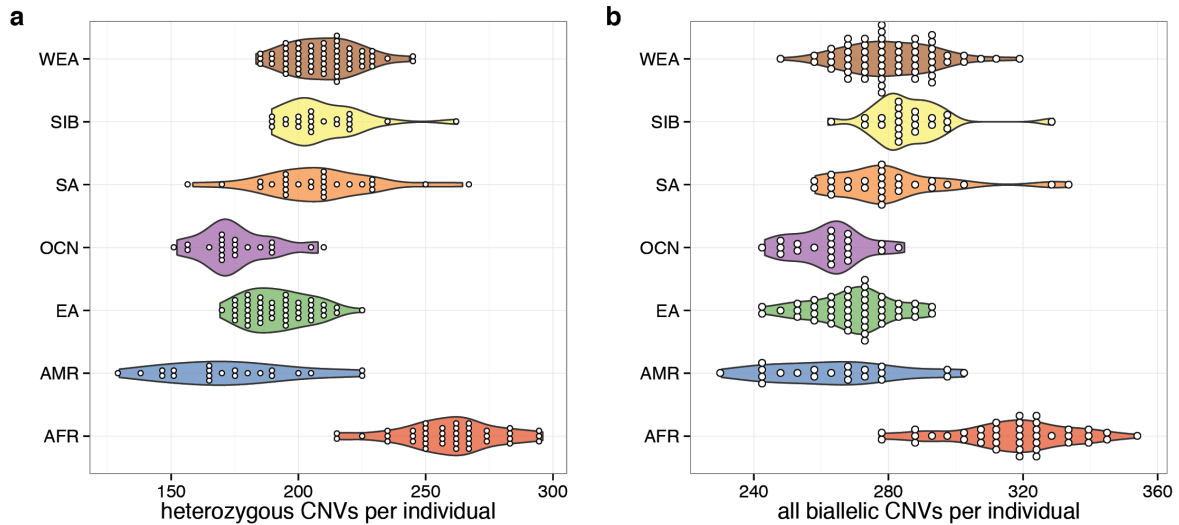 a
WEA
SIB
SA
OCN
EA
AMR
AFR
150 200 250 300
heterozygous CNVs per individual
b
WEA
SIB
SA
OCN
EA
AMR
AFR
240 280 320 360
all biallelic CNVs per individual